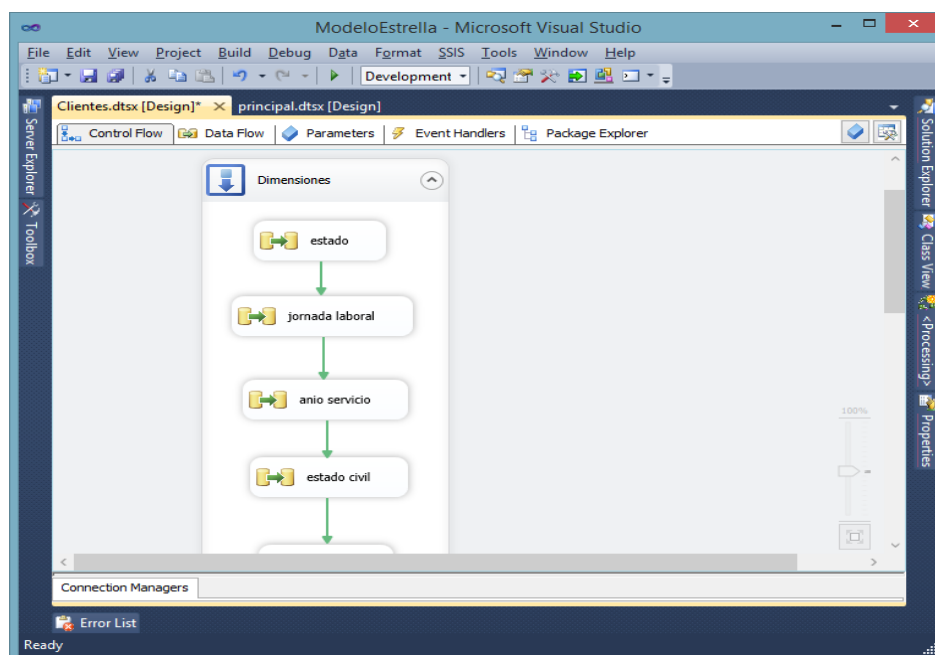 ModeloEstrella - Microsoft Visual Studio
File Edit View Project Build Debug Data Format SSIS Tools Window Help
Development
Server Explorer
Toolbox
Clientes.dtsx [Design]* principal.dtsx [Design]
Control Flow Data Flow Parameters Event Handlers Package Explorer
Dimensiones
estado
jornada laboral
anio servicio
estado civil
100%
Connection Managers
Error List
Ready
Solution Explorer
Class View
<Processing>
Properties